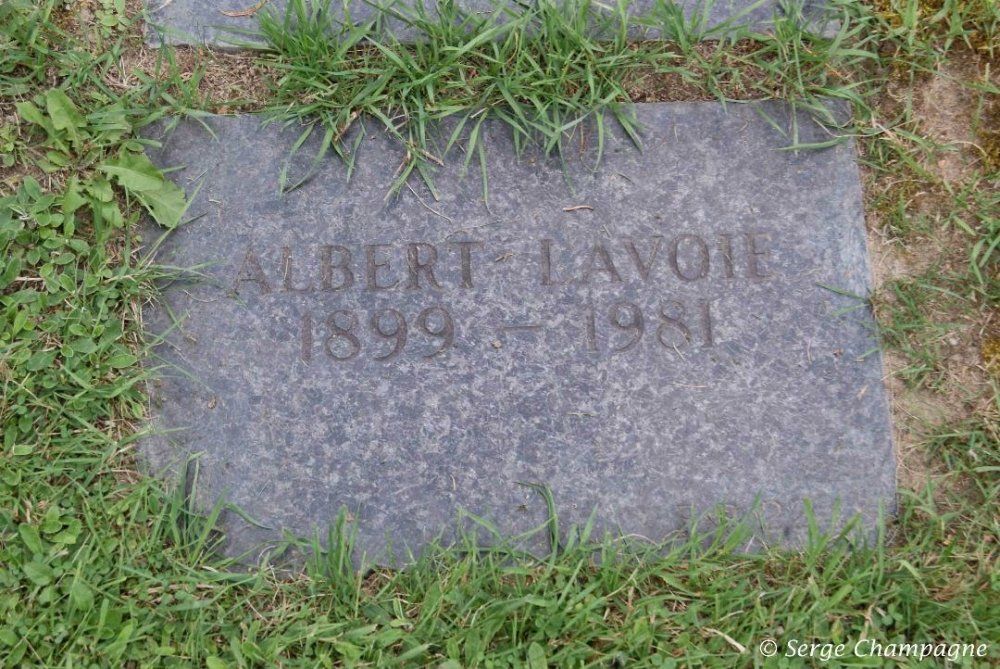 ALBERT LAVOIE
1899 – 1981
© Serge Champagne